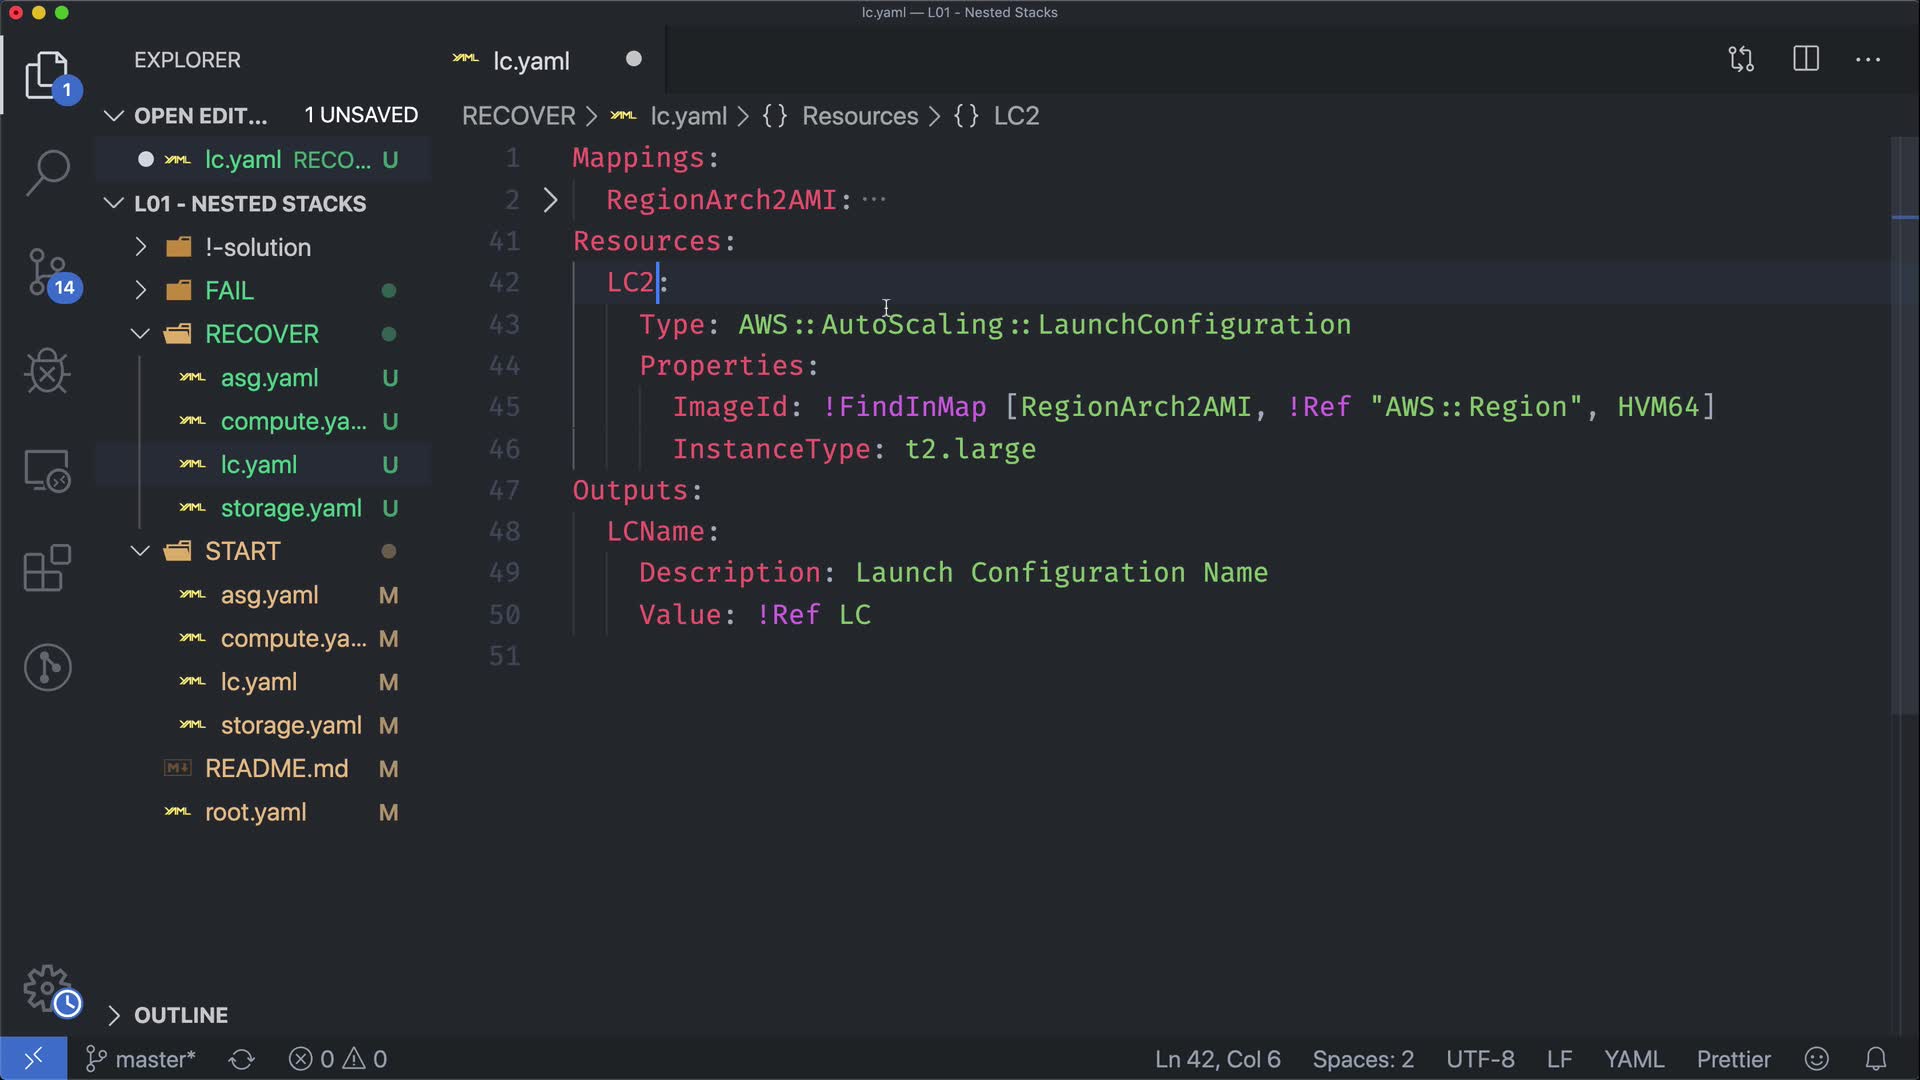 lc.yaml — L01 - Nested Stacks
EXPLORER
lc.yaml
1
OPEN EDIT... 1 UNSAVED
RECOVER > lc.yaml > {} Resources > {} LC2
lc.yaml RECO... U
L01 - NESTED STACKS
!-solution
14
FAIL
RECOVER
asg.yaml U
compute.ya... U
lc.yaml U
storage.yaml U
START
asg.yaml M
compute.ya... M
lc.yaml M
storage.yaml M
README.md M
root.yaml M
OUTLINE
1 Mappings:
2 RegionArch2AMI: ...
41 Resources:
42 LC2:
43 Type: AWS::AutoScaling::LaunchConfiguration
44 Properties:
45 ImageId: !FindInMap [RegionArch2AMI, !Ref "AWS::Region", HVM64]
46 InstanceType: t2.large
47 Outputs:
48 LCName:
49 Description: Launch Configuration Name
50 Value: !Ref LC
51
master* 0 0 Ln 42, Col 6 Spaces: 2 UTF-8 LF YAML Prettier